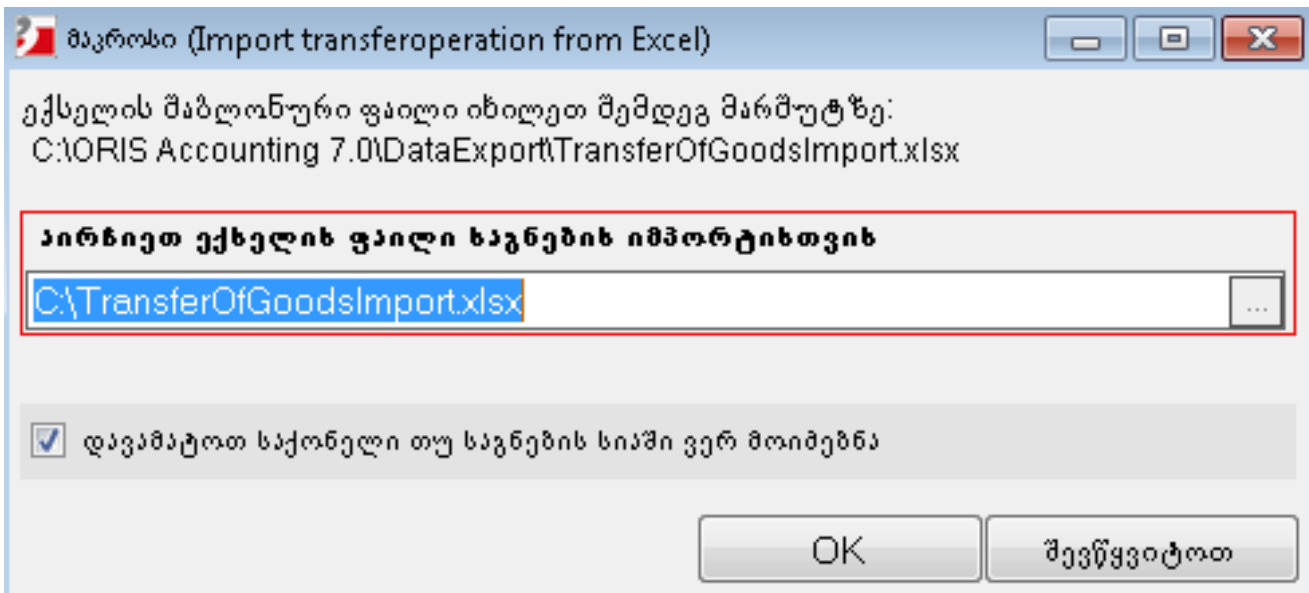 მაკროსი (Import transferoperation from Excel)
ექსელის შაბლონური ფაილი იხილეთ შემდეგ მარშუტზე:
C:\ORIS Accounting 7.0\DataExport\TransferOfGoodsImport.xlsx
აირჩიეთ ექსელის ფაილი საგნების იმპორტისთვის
C:\TransferOfGoodsImport.xlsx
...
დავამატოთ საქონელი თუ საგნების სიაში ვერ მოიძებნა
OK
შევწყვიტოთ